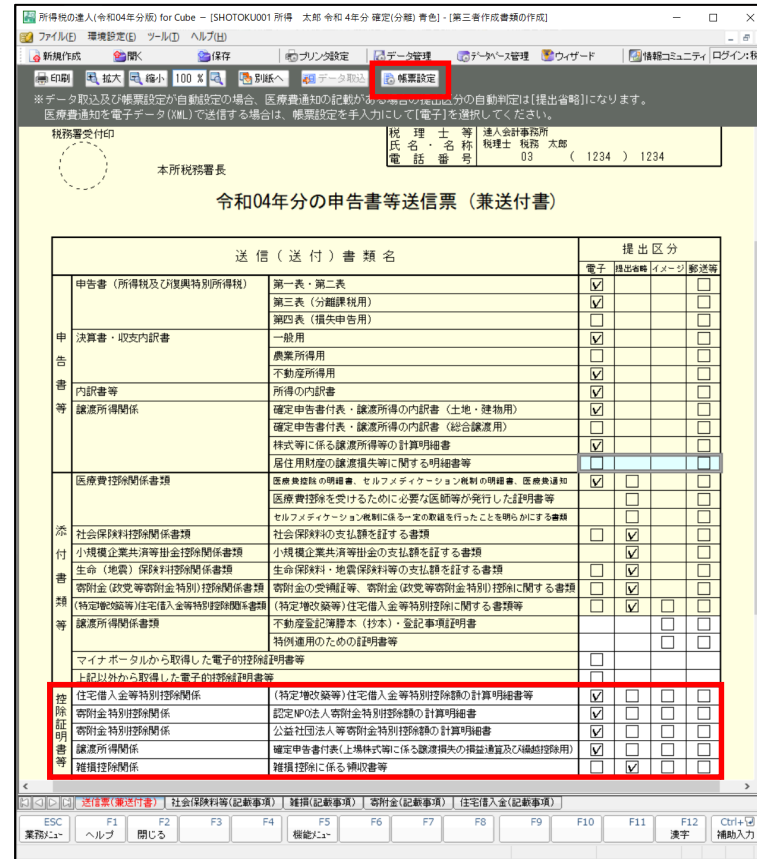 所得税の達人(令和04年分版) for Cube - [SHOTOKU001 所得　太郎 令和 4年分 確定(分離) 青色] - [第三者作成書類の作成]
ファイル(F) 環境設定(E) ツール(T) ヘルプ(H)
新規作成 開く 保存 プリンタ設定 データ管理 データベース管理 ウィザード 情報コミュニティ ログイン:税
印刷 拡大 縮小 100 % 別紙へ データ取込 帳票設定
※データ取込及び帳票設定が自動設定の場合、医療費通知の記載がある場合の提出区分の自動判定は[提出省略]になります。
医療費通知を電子データ(XML)で送信する場合は、帳票設定を手入力にして[電子]を選択してください。
税務署受付印
税理士等
氏名・名称
電話番号
達人会計事務所
税理士 税務 太郎
03 ( 1234 ) 1234
本所税務署長
令和04年分の申告書等送信票（兼送付書）
送信（送付）書類名 提出区分
電子 提出省略 イメージ 郵送等
申告書等
申告書（所得税及び復興特別所得税） 第一表・第二表
第三表（分離課税用）
第四表（損失申告用）
決算書・収支内訳書 一般用
農業所得用
不動産所得用
内訳書等 所得の内訳書
譲渡所得関係 確定申告書付表・譲渡所得の内訳書（土地・建物用）
確定申告書付表・譲渡所得の内訳書（総合譲渡用）
株式等に係る譲渡所得等の計算明細書
居住用財産の譲渡損失等に関する明細書等
添付書類等
医療費控除関係書類 医療費控除の明細書、セルフメディケーション税制の明細書、医療費通知
医療費控除を受けるために必要な医師等が発行した証明書等
セルフメディケーション税制に係る一定の取組を行ったことを明らかにする書類
社会保険料控除関係書類 社会保険料の支払額を証する書類
小規模企業共済等掛金控除関係書類 小規模企業共済等掛金の支払額を証する書類
生命（地震）保険料控除関係書類 生命保険料・地震保険料等の支払額を証する書類
寄附金(政党等寄附金特別)控除関係書類 寄附金の受領証等、寄附金(政党等寄附金特別)控除に関する書類
(特定増改築等)住宅借入金等特別控除関係書類 (特定増改築等)住宅借入金等特別控除に関する書類等
譲渡所得関係書類 不動産登記簿謄本（抄本）・登記事項証明書
特例適用のための証明書等
マイナポータルから取得した電子的控除証明書等
上記以外から取得した電子的控除証明書等
控除証明書等
住宅借入金等特別控除関係 (特定増改築等)住宅借入金等特別控除額の計算明細書等
寄附金特別控除関係 認定NPO法人寄附金特別控除額の計算明細書
寄附金特別控除関係 公益社団法人等寄附金特別控除額の計算明細書
譲渡所得関係 確定申告書付表(上場株式等に係る譲渡損失の損益通算及び繰越控除用)
雑損控除関係 雑損控除に係る領収書等
送信票(兼送付書) 社会保険料等(記載事項) 雑損(記載事項) 寄附金(記載事項) 住宅借入金(記載事項)
ESC F1 F2 F3 F4 F5 F6 F7 F8 F9 F10 F11 F12 Ctrl+
業務メニュー ヘルプ 閉じる 機能メニュー 漢字 補助入力